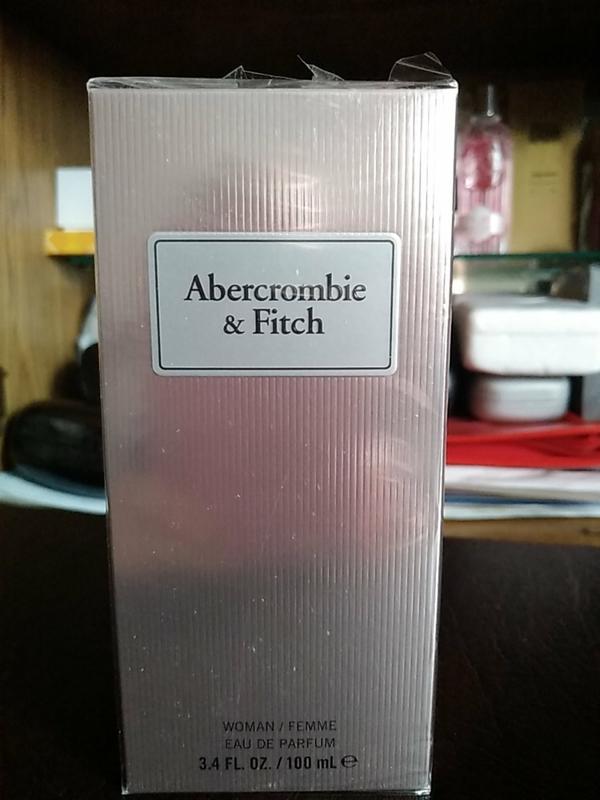 Abercrombie
& Fitch
WOMAN / FEMME
EAU DE PARFUM
3.4 FL. OZ. / 100 mL ℮